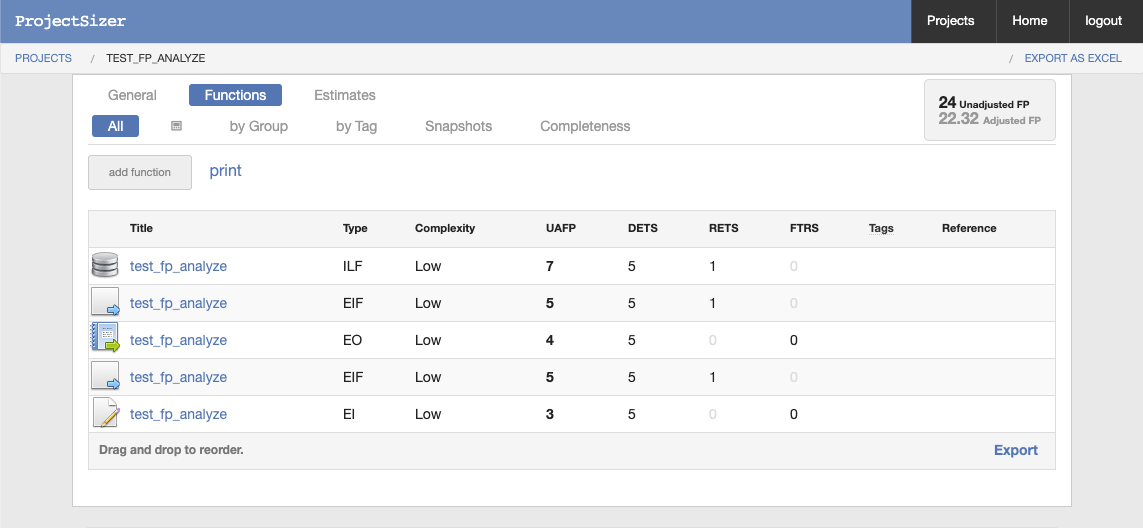 ProjectSizer
Projects Home logout
PROJECTS / TEST_FP_ANALYZE / EXPORT AS EXCEL
General Functions Estimates
24 Unadjusted FP
22.32 Adjusted FP
All by Group by Tag Snapshots Completeness
add function print
Title Type Complexity UAFP DETS RETS FTRS Tags Reference
test_fp_analyze ILF Low 7 5 1 0
test_fp_analyze EIF Low 5 5 1 0
test_fp_analyze EO Low 4 5 0 0
test_fp_analyze EIF Low 5 5 1 0
test_fp_analyze EI Low 3 5 0 0
Drag and drop to reorder. Export